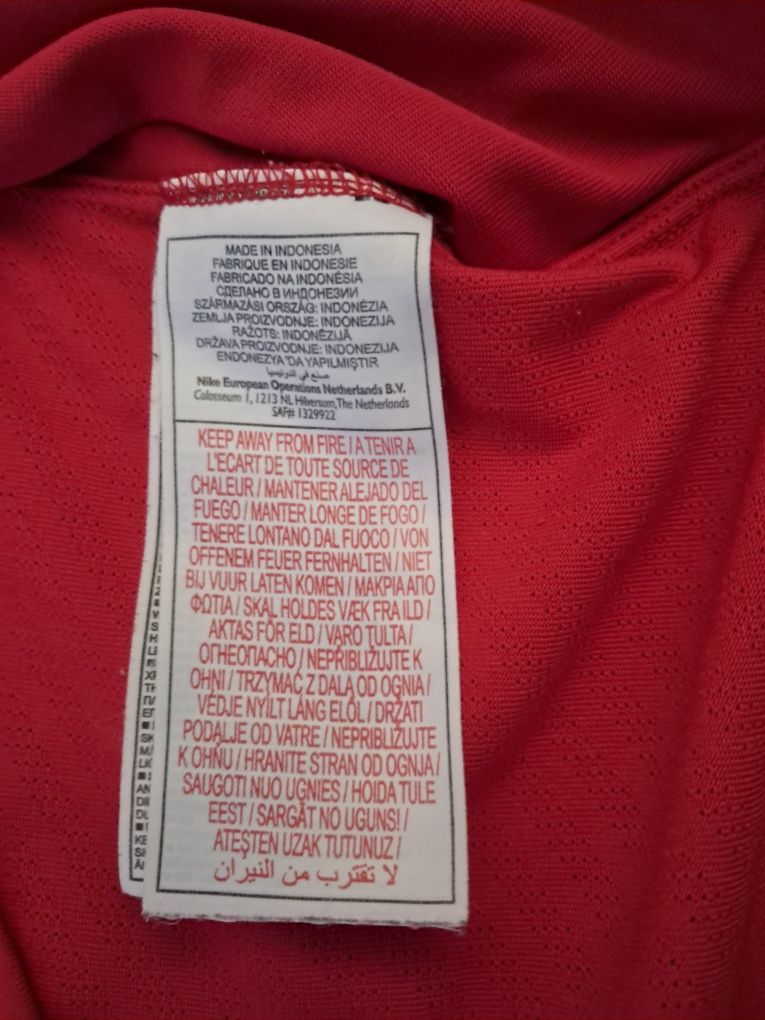 MADE IN INDONESIA
FABRIQUE EN INDONESIE
FABRICADO NA INDONÉSIA
СДЕЛАНО В ИНДОНЕЗИИ
SZÁRMAZÁSI ORSZÁG: INDONÉZIA
ZEMLJA PROIZVODNJE: INDONEZIJA
RAŽOTS: INDONĒZIJĀ
DRŽAVA PROIZVODNJE: INDONEZIJA
ENDONEZYA'DA YAPILMIŞTIR
صنع في اندونيسيا
Nike European Operations Netherlands B.V.
Colosseum 1, 1213 NL Hilversum, The Netherlands
SAF# 1329922
KEEP AWAY FROM FIRE / A TENIR A
L'ECART DE TOUTE SOURCE DE
CHALEUR / MANTENER ALEJADO DEL
FUEGO / MANTER LONGE DE FOGO /
TENERE LONTANO DAL FUOCO / VON
OFFENEM FEUER FERNHALTEN / NIET
BIJ VUUR LATEN KOMEN / ΜΑΚΡΙΑ ΑΠΟ
ΦΩΤΙΑ / SKAL HOLDES VÆK FRA ILD /
AKTAS FÖR ELD / VARO TULTA /
ОГНЕОПАСНО / NEPŘIBLIŽUJTE K
OHNI / TRZYMAĆ Z DALA OD OGNIA /
VÉDJE NYÍLT LÁNG ELŐL / DRŽATI
PODALJE OD VATRE / NEPRIBLIŽUJTE
K OHŇU / HRANITE STRAN OD OGNJA /
SAUGOTI NUO UGNIES / HOIDA TULE
EEST / SARGĀT NO UGUNS! /
ATEŞTEN UZAK TUTUNUZ /
لا تقترب من النيران